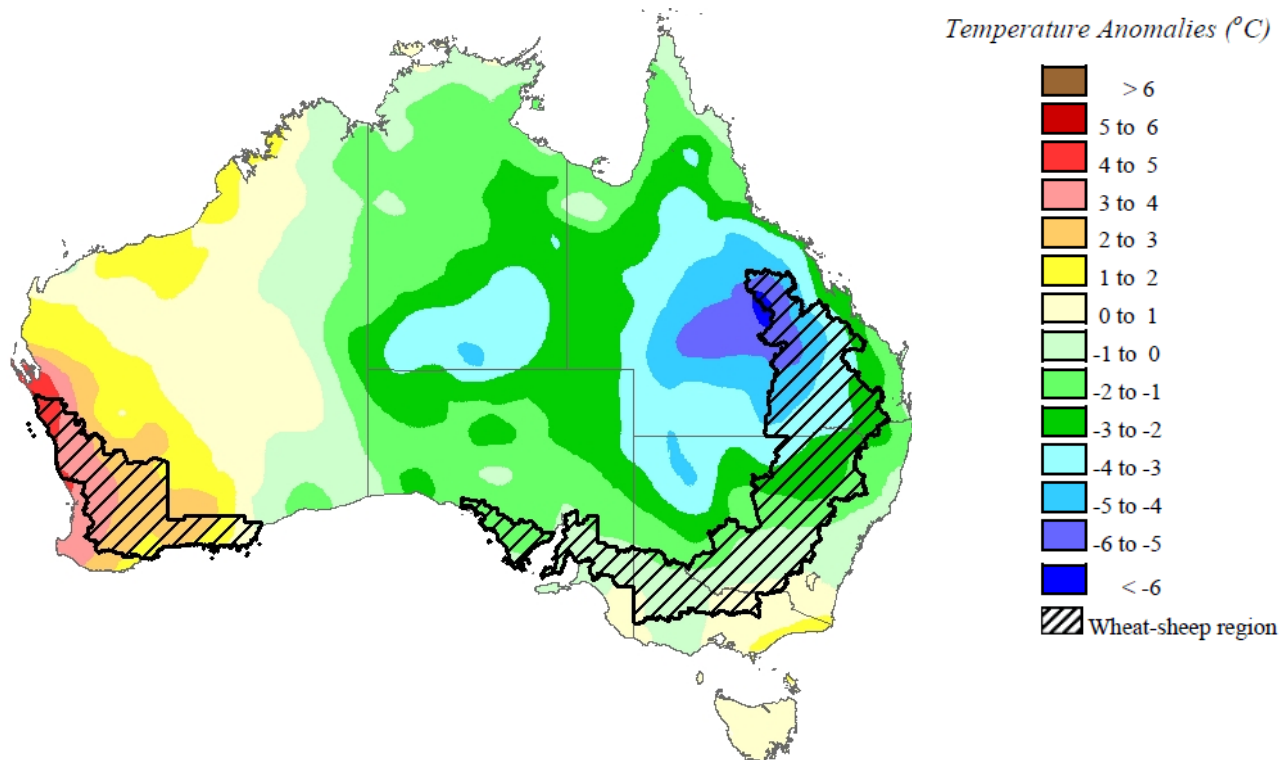 Temperature Anomalies (°C)
> 6
5 to 6
4 to 5
3 to 4
2 to 3
1 to 2
0 to 1
-1 to 0
-2 to -1
-3 to -2
-4 to -3
-5 to -4
-6 to -5
< -6
Wheat-sheep region